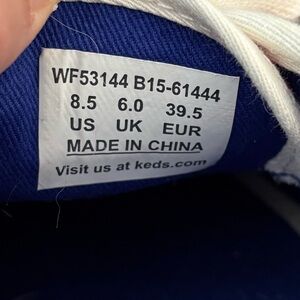 WF53144 B15-61444
8.5 6.0 39.5
US UK EUR
MADE IN CHINA
Visit us at keds.com